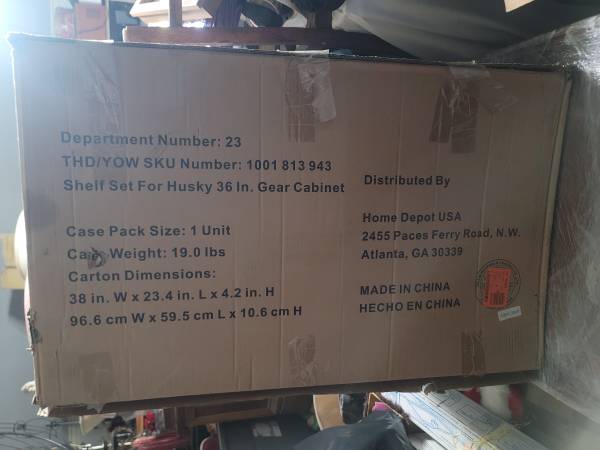 Department Number: 23
THD/YOW SKU Number: 1001 813 943
Shelf Set For Husky 36 In. Gear Cabinet
Case Pack Size: 1 Unit
Case Weight: 19.0 lbs
Carton Dimensions:
38 in. W x 23.4 in. L x 4.2 in. H
96.6 cm W x 59.5 cm L x 10.6 cm H
Distributed By
Home Depot USA
2455 Paces Ferry Road, N.W.
Atlanta, GA 30339
MADE IN CHINA
HECHO EN CHINA